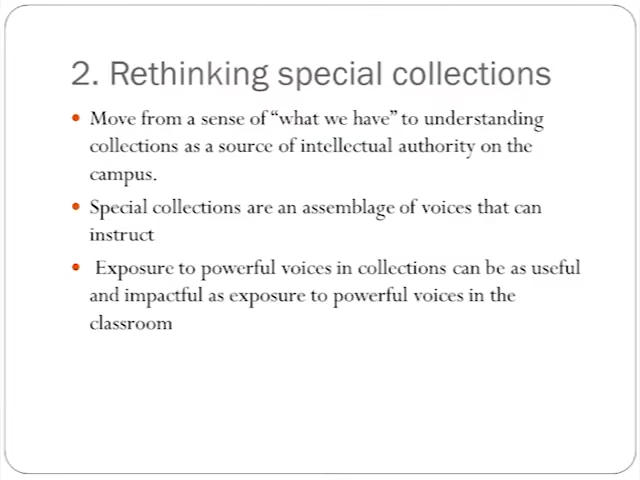 2. Rethinking special collections
• Move from a sense of “what we have” to understanding
collections as a source of intellectual authority on the
campus.
• Special collections are an assemblage of voices that can
instruct
• Exposure to powerful voices in collections can be as useful
and impactful as exposure to powerful voices in the
classroom